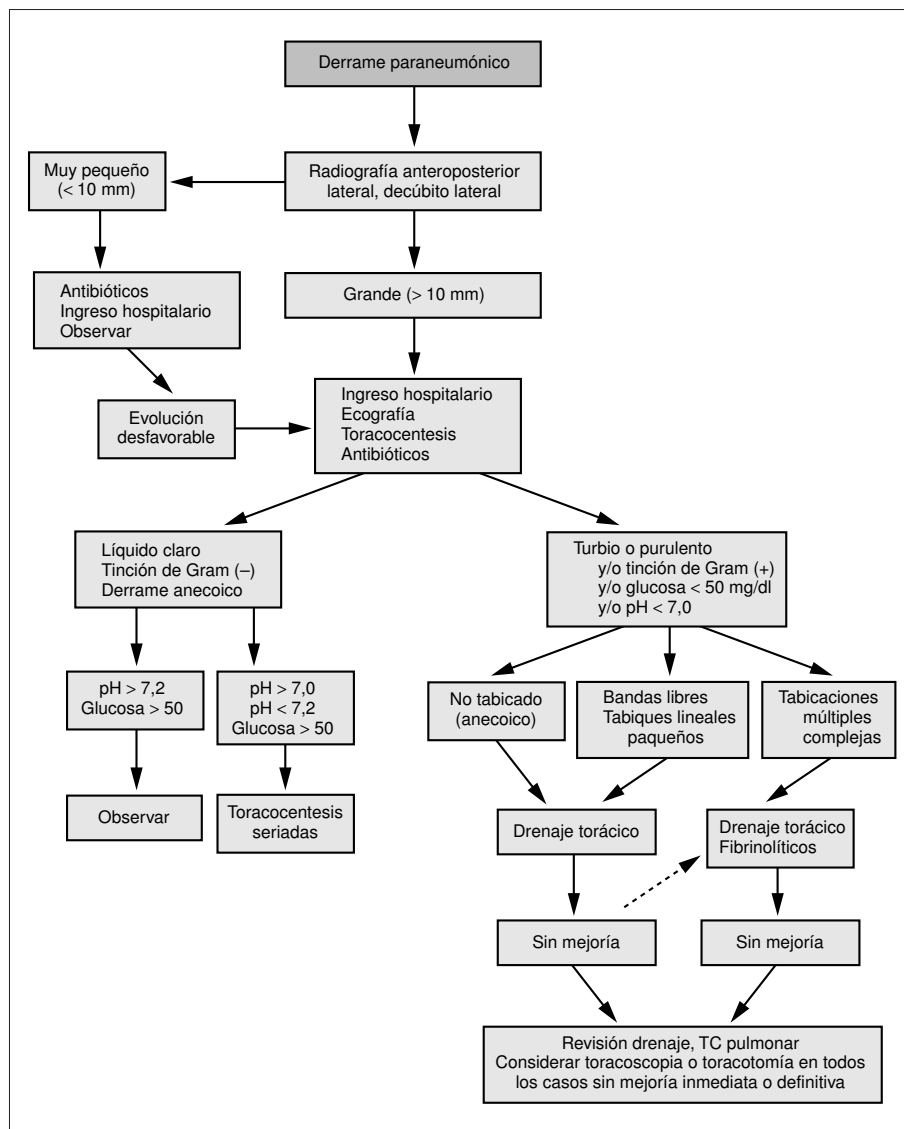 Derrame paraneumónico
Radiografía anteroposterior
lateral, decúbito lateral
Muy pequeño
(< 10 mm)
Antibióticos
Ingreso hospitalario
Observar
Grande (> 10 mm)
Evolución
desfavorable
Ingreso hospitalario
Ecografía
Toracocentesis
Antibióticos
Líquido claro
Tinción de Gram (–)
Derrame anecoico
Turbio o purulento
y/o tinción de Gram (+)
y/o glucosa < 50 mg/dl
y/o pH < 7,0
pH > 7,2
Glucosa > 50
pH > 7,0
pH < 7,2
Glucosa > 50
No tabicado
(anecoico)
Bandas libres
Tabiques lineales
paqueños
Tabicaciones
múltiples
complejas
Observar
Toracocentesis
seriadas
Drenaje torácico
Drenaje torácico
Fibrinolíticos
Sin mejoría
Sin mejoría
Revisión drenaje, TC pulmonar
Considerar toracoscopia o toracotomía en todos
los casos sin mejoría inmediata o definitiva